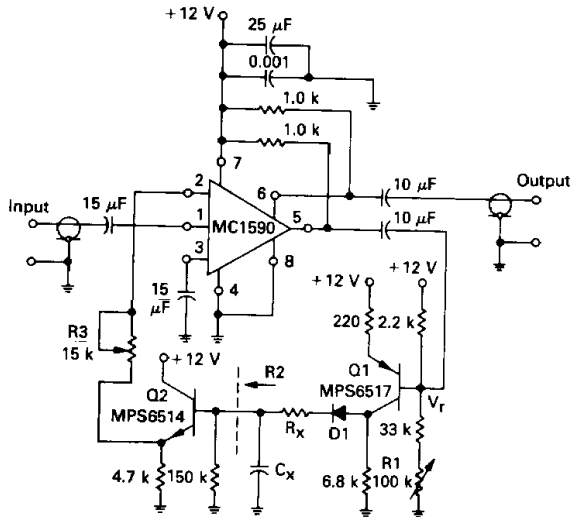 +12 V
25 μF
0.001
1.0 k
1.0 k
7
2
6
10 μF
Output
Input
15 μF
1
MC1590
5
10 μF
3
8
15 μF
4
+12 V
+12 V
R3
15 k
+12 V
R2
220
2.2 k
Q1
MPS6517
Q2
MPS6514
Rx
D1
Vr
33 k
4.7 k
150 k
Cx
6.8 k
R1
100 k